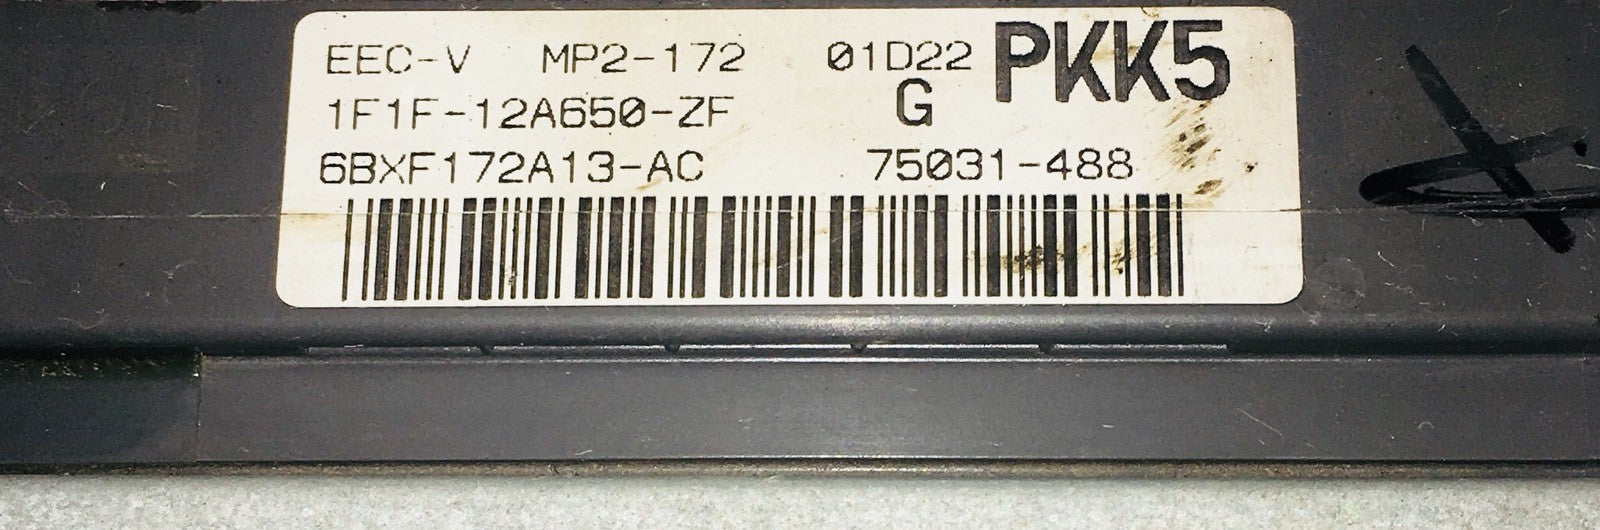 EEC-V MP2-172 01D22 PKK5
1F1F-12A650-ZF G
6BXF172A13-AC 75031-488